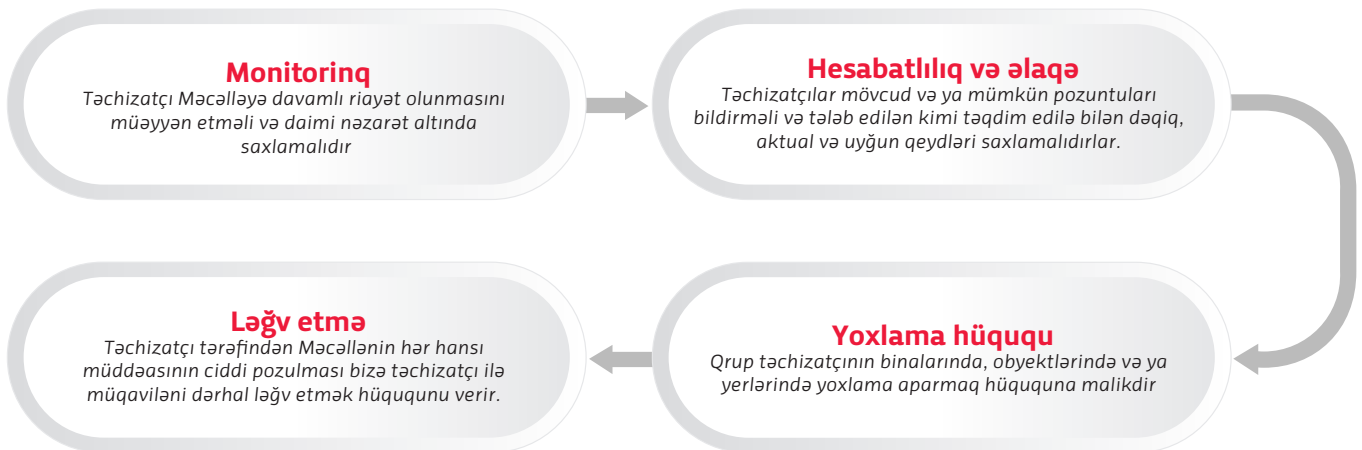 Monitorinq
Təchizatçı Məcəlləyə davamlı riayət olunmasını
müəyyən etməli və daimi nəzarət altında
saxlamalıdır
Hesabatlılıq və əlaqə
Təchizatçılar mövcud və ya mümkün pozuntuları
bildirməli və tələb edilən kimi təqdim edilə bilən dəqiq,
aktual və uyğun qeydləri saxlamalıdırlar.
Yoxlama hüququ
Qrup təchizatçının binalarında, obyektlərində və ya
yerlərində yoxlama aparmaq hüququna malikdir
Ləğv etmə
Təchizatçı tərəfindən Məcəllənin hər hansı
müddəasının ciddi pozulması bizə təchizatçı ilə
müqaviləni dərhal ləğv etmək hüququnu verir.